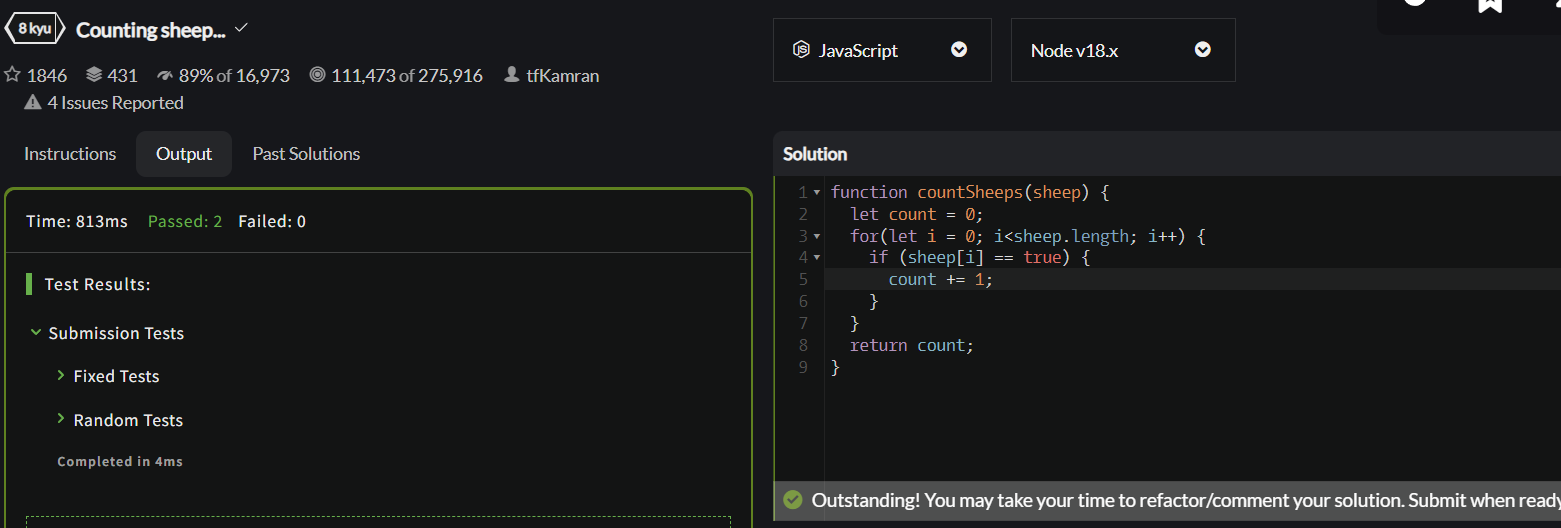 8 kyu Counting sheep...
1846 431 89% of 16,973 111,473 of 275,916 tfKamran
4 Issues Reported
JS JavaScript Node v18.x
Instructions Output Past Solutions
Time: 813ms Passed: 2 Failed: 0
Test Results:
Submission Tests
Fixed Tests
Random Tests
Completed in 4ms
Solution
1 function countSheeps(sheep) {
2 let count = 0;
3 for(let i = 0; i<sheep.length; i++) {
4 if (sheep[i] == true) {
5 count += 1;
6 }
7 }
8 return count;
9 }
Outstanding! You may take your time to refactor/comment your solution. Submit when ready